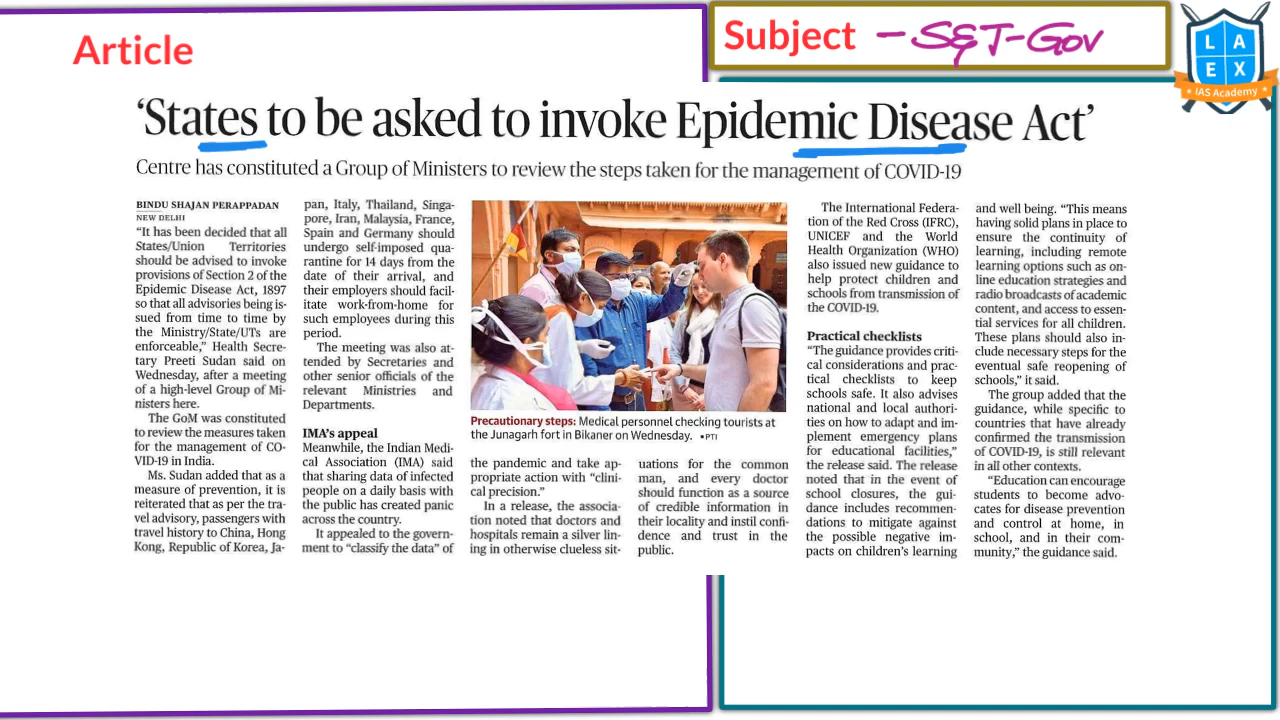 Article
Subject - S&T-Gov
L A
E X
IAS Academy
‘States to be asked to invoke Epidemic Disease Act’
Centre has constituted a Group of Ministers to review the steps taken for the management of COVID-19
BINDU SHAJAN PERAPPADAN
NEW DELHI
“It has been decided that all
States/Union Territories
should be advised to invoke
provisions of Section 2 of the
Epidemic Disease Act, 1897
so that all advisories being is-
sued from time to time by
the Ministry/State/UTs are
enforceable,” Health Secre-
tary Preeti Sudan said on
Wednesday, after a meeting
of a high-level Group of Mi-
nisters here.
The GoM was constituted
to review the measures taken
for the management of CO-
VID-19 in India.
Ms. Sudan added that as a
measure of prevention, it is
reiterated that as per the tra-
vel advisory, passengers with
travel history to China, Hong
Kong, Republic of Korea, Ja-
pan, Italy, Thailand, Singa-
pore, Iran, Malaysia, France,
Spain and Germany should
undergo self-imposed qua-
rantine for 14 days from the
date of their arrival, and
their employers should facil-
itate work-from-home for
such employees during this
period.
The meeting was also at-
tended by Secretaries and
other senior officials of the
relevant Ministries and
Departments.
IMA’s appeal
Meanwhile, the Indian Medi-
cal Association (IMA) said
that sharing data of infected
people on a daily basis with
the public has created panic
across the country.
It appealed to the govern-
ment to “classify the data” of
Precautionary steps: Medical personnel checking tourists at
the Junagarh fort in Bikaner on Wednesday. •PTI
the pandemic and take ap-
propriate action with “clini-
cal precision.”
In a release, the associa-
tion noted that doctors and
hospitals remain a silver lin-
ing in otherwise clueless sit-
uations for the common
man, and every doctor
should function as a source
of credible information in
their locality and instil confi-
dence and trust in the
public.
The International Federa-
tion of the Red Cross (IFRC),
UNICEF and the World
Health Organization (WHO)
also issued new guidance to
help protect children and
schools from transmission of
the COVID-19.
Practical checklists
“The guidance provides criti-
cal considerations and prac-
tical checklists to keep
schools safe. It also advises
national and local authori-
ties on how to adapt and im-
plement emergency plans
for educational facilities,”
the release said. The release
noted that in the event of
school closures, the gui-
dance includes recommen-
dations to mitigate against
the possible negative im-
pacts on children’s learning
and well being. “This means
having solid plans in place to
ensure the continuity of
learning, including remote
learning options such as on-
line education strategies and
radio broadcasts of academic
content, and access to essen-
tial services for all children.
These plans should also in-
clude necessary steps for the
eventual safe reopening of
schools,” it said.
The group added that the
guidance, while specific to
countries that have already
confirmed the transmission
of COVID-19, is still relevant
in all other contexts.
“Education can encourage
students to become advo-
cates for disease prevention
and control at home, in
school, and in their com-
munity,” the guidance said.